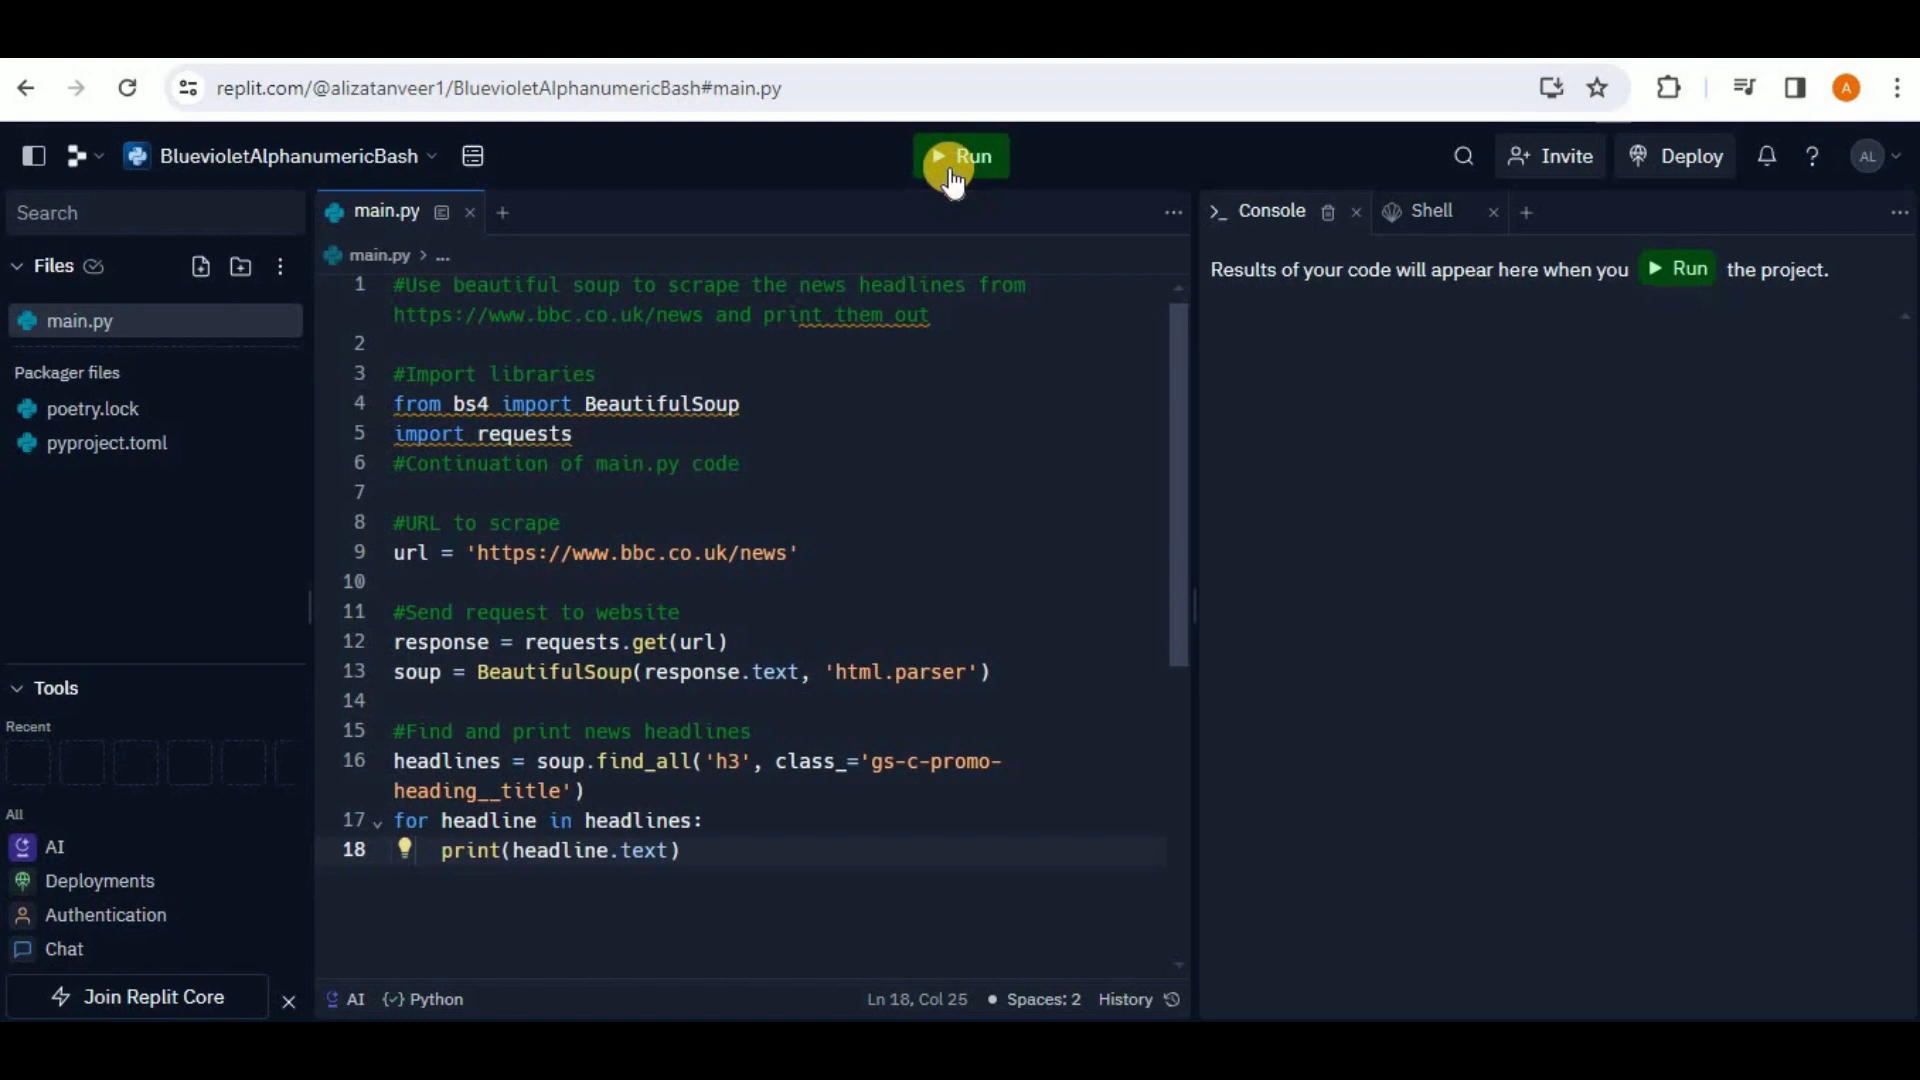 replit.com/@alizatanveer1/BluevioletAlphanumericBash#main.py
A
BluevioletAlphanumericBash
Run
Invite
Deploy
?
AL
Search
main.py
Console
Shell
Files
main.py > ...
Results of your code will appear here when you Run the project.
main.py
Packager files
poetry.lock
pyproject.toml
1 #Use beautiful soup to scrape the news headlines from
https://www.bbc.co.uk/news and print them out
2
3 #Import libraries
4 from bs4 import BeautifulSoup
5 import requests
6 #Continuation of main.py code
7
8 #URL to scrape
9 url = 'https://www.bbc.co.uk/news'
10
11 #Send request to website
12 response = requests.get(url)
13 soup = BeautifulSoup(response.text, 'html.parser')
14
15 #Find and print news headlines
16 headlines = soup.find_all('h3', class_='gs-c-promo-
heading__title')
17 for headline in headlines:
18 print(headline.text)
Tools
Recent
All
AI
Deployments
Authentication
Chat
Join Replit Core
AI
Python
Ln 18, Col 25
Spaces: 2
History